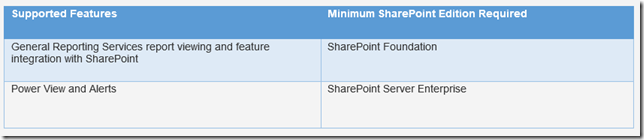 Supported Features Minimum SharePoint Edition Required
General Reporting Services report viewing and feature SharePoint Foundation
integration with SharePoint
Power View and Alerts SharePoint Server Enterprise